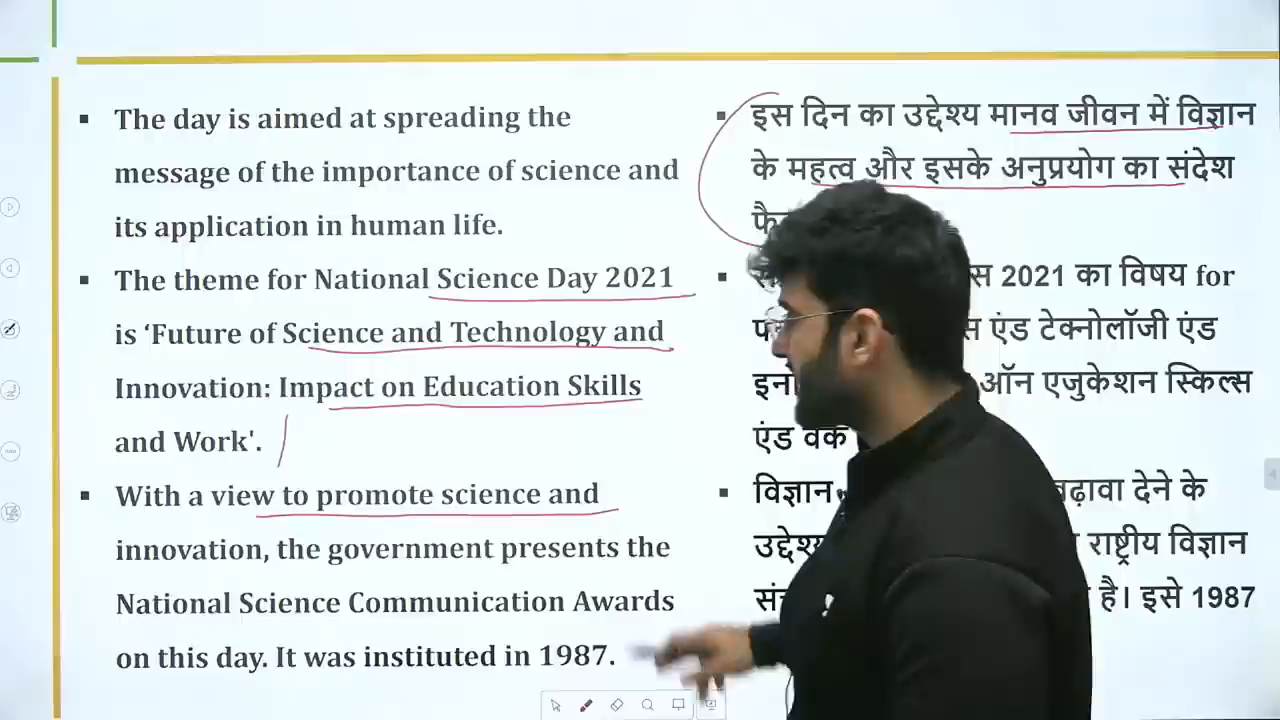 ▪ The day is aimed at spreading the
message of the importance of science and
its application in human life.
▪ The theme for National Science Day 2021
is ‘Future of Science and Technology and
Innovation: Impact on Education Skills
and Work'.
▪ With a view to promote science and
innovation, the government presents the
National Science Communication Awards
on this day. It was instituted in 1987.
▪ इस दिन का उद्देश्य मानव जीवन में विज्ञान
के महत्व और इसके अनुप्रयोग का संदेश
▪ 2021 का विषय for
एंड टेक्नोलॉजी एंड
ऑन एजुकेशन स्किल्स
एंड वर्क
▪ विज्ञान देने के
राष्ट्रीय विज्ञान
है। इसे 1987